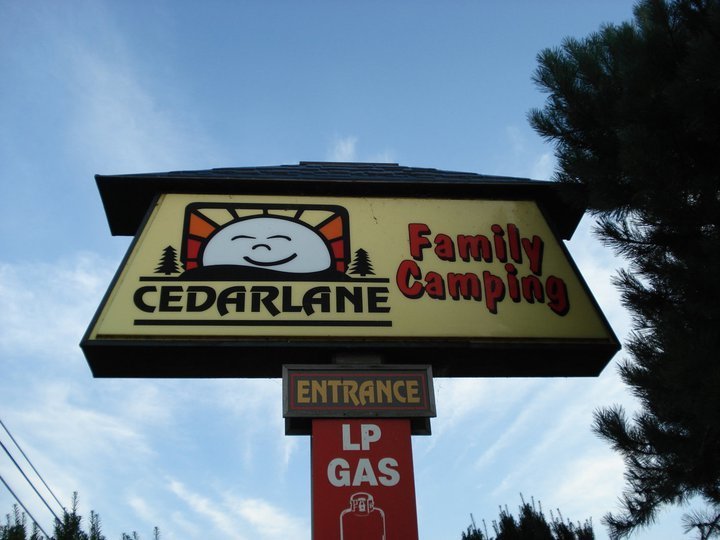 CEDARLANE
Family
Camping
ENTRANCE
LP
GAS